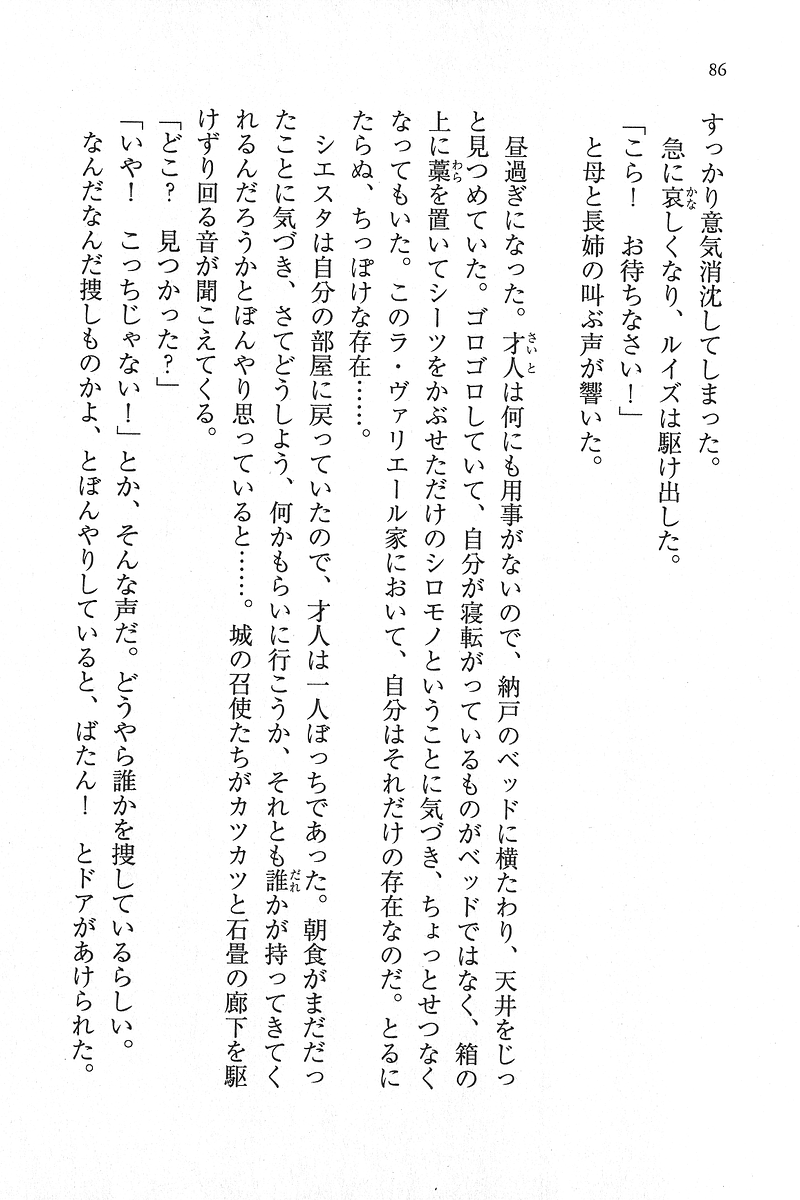 86
すっかり意気消沈してしまった。
急に哀しくなり、ルイズは駆け出した。
「こら！　お待ちなさい！」
と母と長姉の叫ぶ声が響いた。
昼過ぎになった。才人は何にも用事がないので、納戸のベッドに横たわり、天井をじっ
と見つめていた。ゴロゴロしていて、自分が寝転がっているものがベッドではなく、箱の
上に藁を置いてシーツをかぶせただけのシロモノということに気づき、ちょっとせつなく
なってもいた。このラ・ヴァリエール家において、自分はそれだけの存在なのだ。とるに
たらぬ、ちっぽけな存在……。
シエスタは自分の部屋に戻っていたので、才人は一人ぼっちであった。朝食がまだだっ
たことに気づき、さてどうしよう、何かもらいに行こうか、それとも誰かが持ってきてく
れるんだろうかとぼんやり思っていると……。城の召使たちがカツカツと石畳の廊下を駆
けずり回る音が聞こえてくる。
「どこ？　見つかった？」
「いや！　こっちじゃない！」とか、そんな声だ。どうやら誰かを捜しているらしい。
なんだなんだ捜しものかよ、とぼんやりしていると、ばたん！　とドアがあけられた。